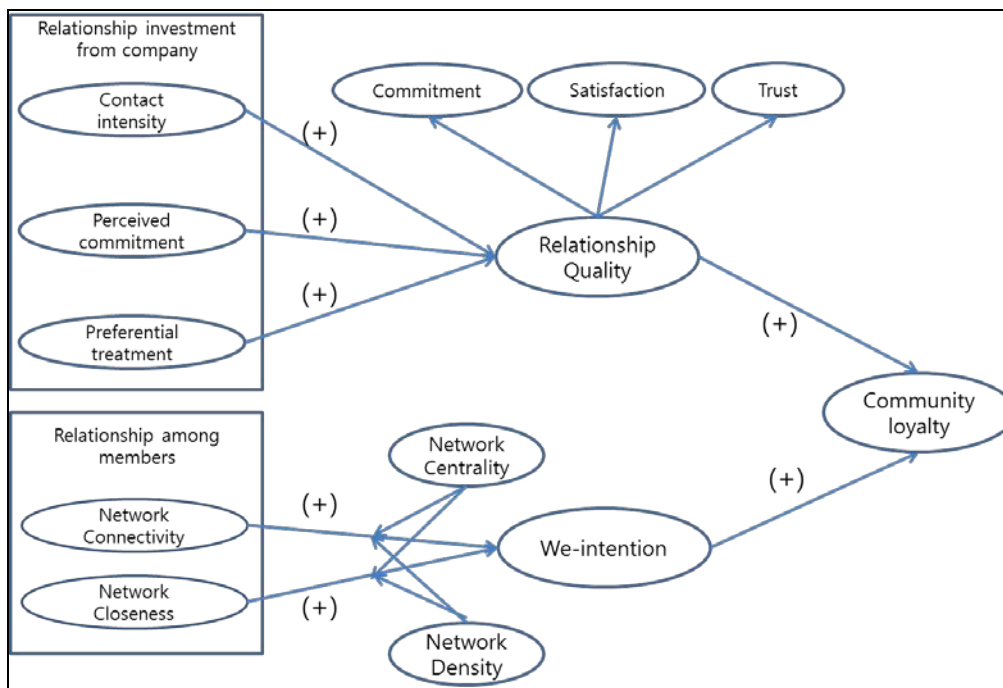 Relationship investment
from company
Contact
intensity
(+)
Perceived
commitment
(+)
Preferential
treatment
(+)
Commitment
Satisfaction
Trust
Relationship
Quality
(+)
Community
loyalty
Relationship among
members
Network
Connectivity
(+)
Network
Closeness
(+)
Network
Centrality
We-intention
(+)
Network
Density